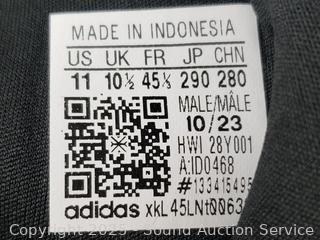 MADE IN INDONESIA
US UK FR JP CHN
11 10½ 45⅓ 290 280
MALE/MÂLE
10/23
HWI 28Y001
A:ID0468
#133415495
adidas xkL45LNt0063
Copyright 2023 - Sound Auction Service